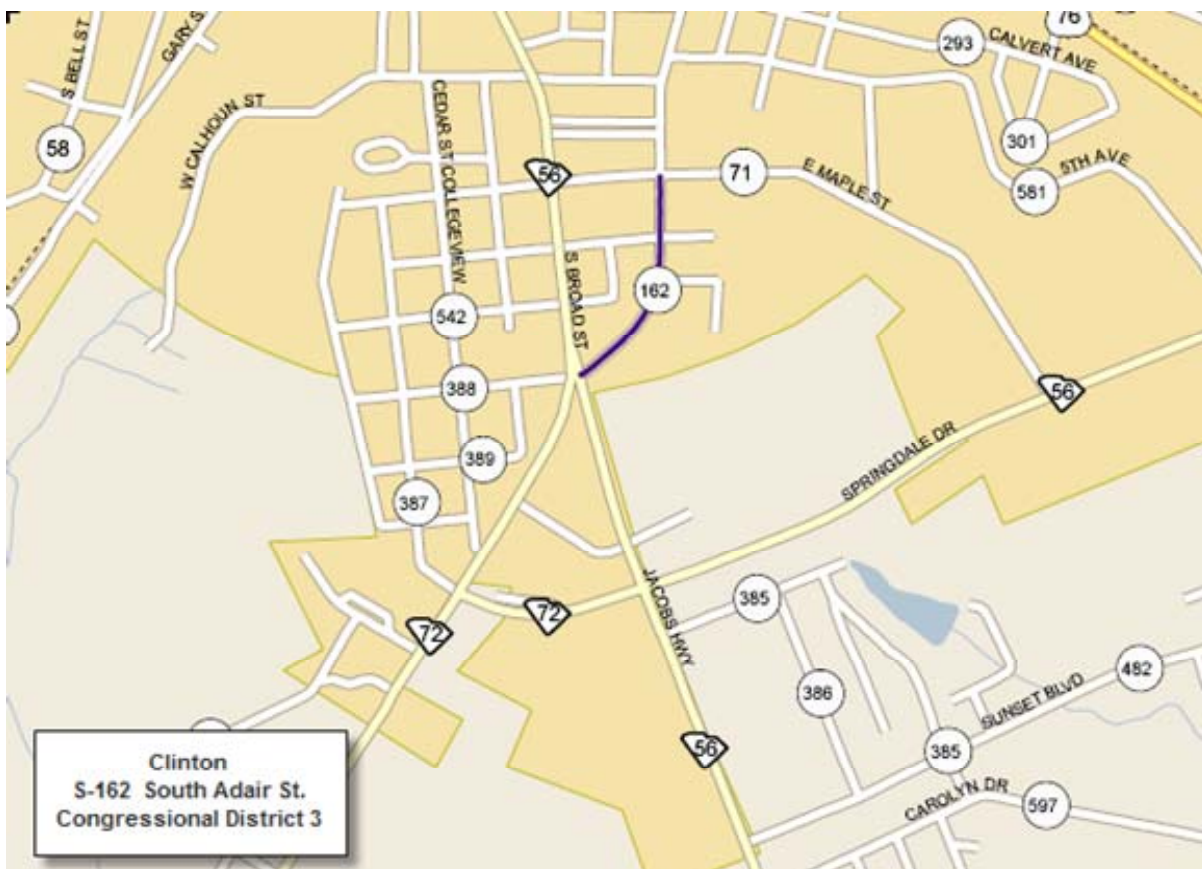 76
293
CALVERT AVE
S BELL ST
GARY S
58
W CALHOUN ST
CEDAR ST COLLEGEVIEW
56
71
E MAPLE ST
301
5TH AVE
581
S BROAD ST
162
542
388
389
387
56
SPRINGDALE DR
JACOBS HWY
72
72
385
386
56
482
SUNSET BLVD
385
CAROLYN DR
597
Clinton
S-162 South Adair St.
Congressional District 3